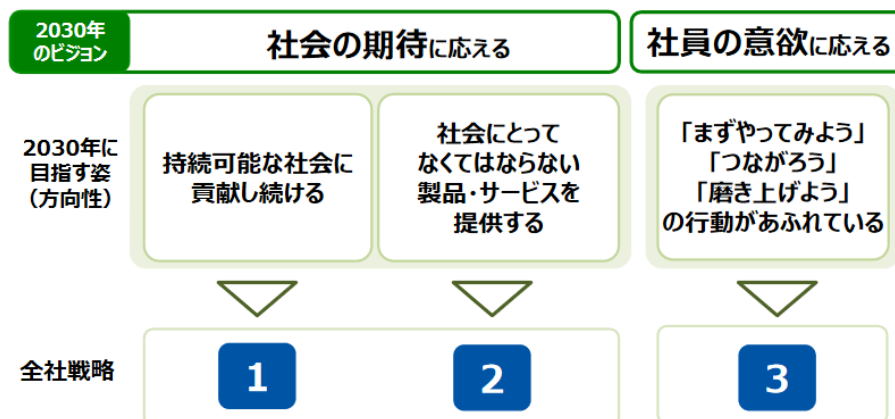 2030年
のビジョン
社会の期待に応える
社員の意欲に応える
2030年に
目指す姿
（方向性）
持続可能な社会に
貢献し続ける
社会にとって
なくてはならない
製品・サービスを
提供する
「まずやってみよう」
「つながろう」
「磨き上げよう」
の行動があふれている
全社戦略
1
2
3